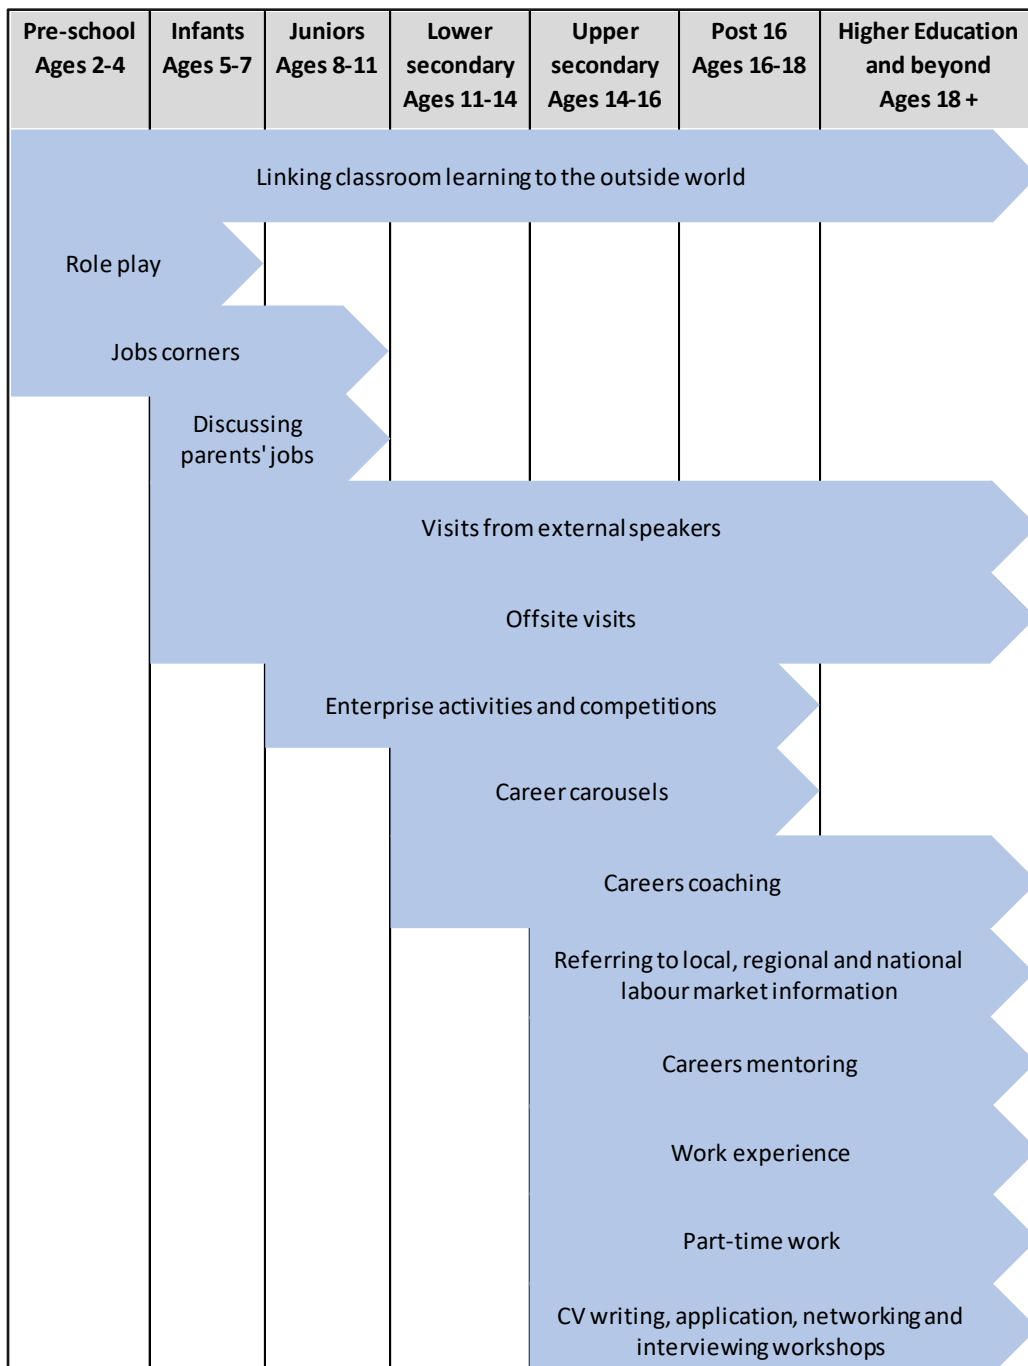 Pre-school
Ages 2-4
Infants
Ages 5-7
Juniors
Ages 8-11
Lower
secondary
Ages 11-14
Upper
secondary
Ages 14-16
Post 16
Ages 16-18
Higher Education
and beyond
Ages 18 +
Linking classroom learning to the outside world
Role play
Jobs corners
Discussing
parents' jobs
Visits from external speakers
Offsite visits
Enterprise activities and competitions
Career carousels
Careers coaching
Referring to local, regional and national
labour market information
Careers mentoring
Work experience
Part-time work
CV writing, application, networking and
interviewing workshops